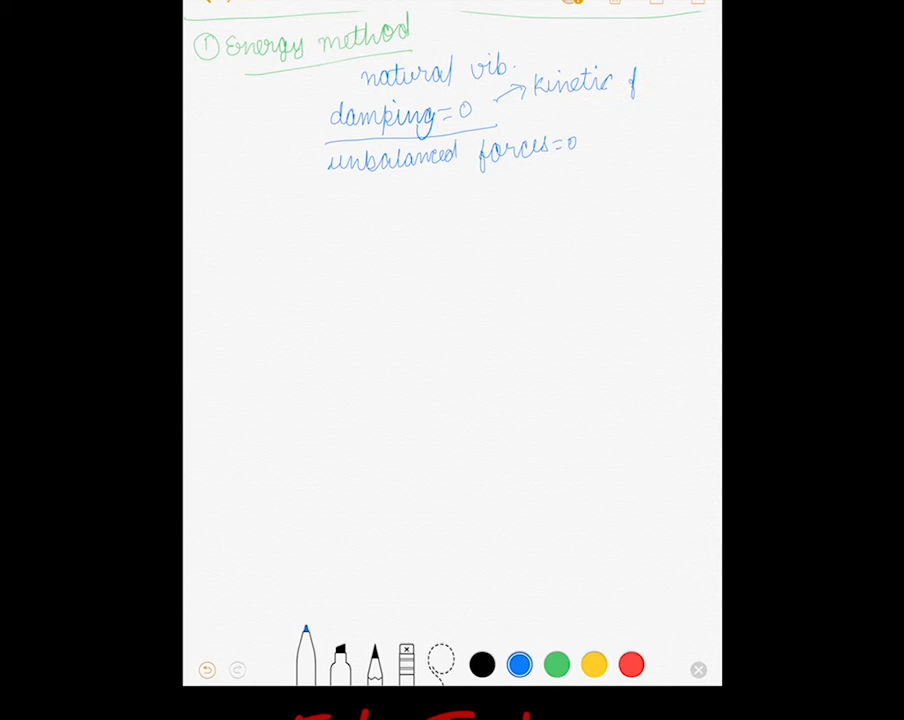 ① Energy method
natural vib.
damping=0 → kinetic f
unbalanced forces=0